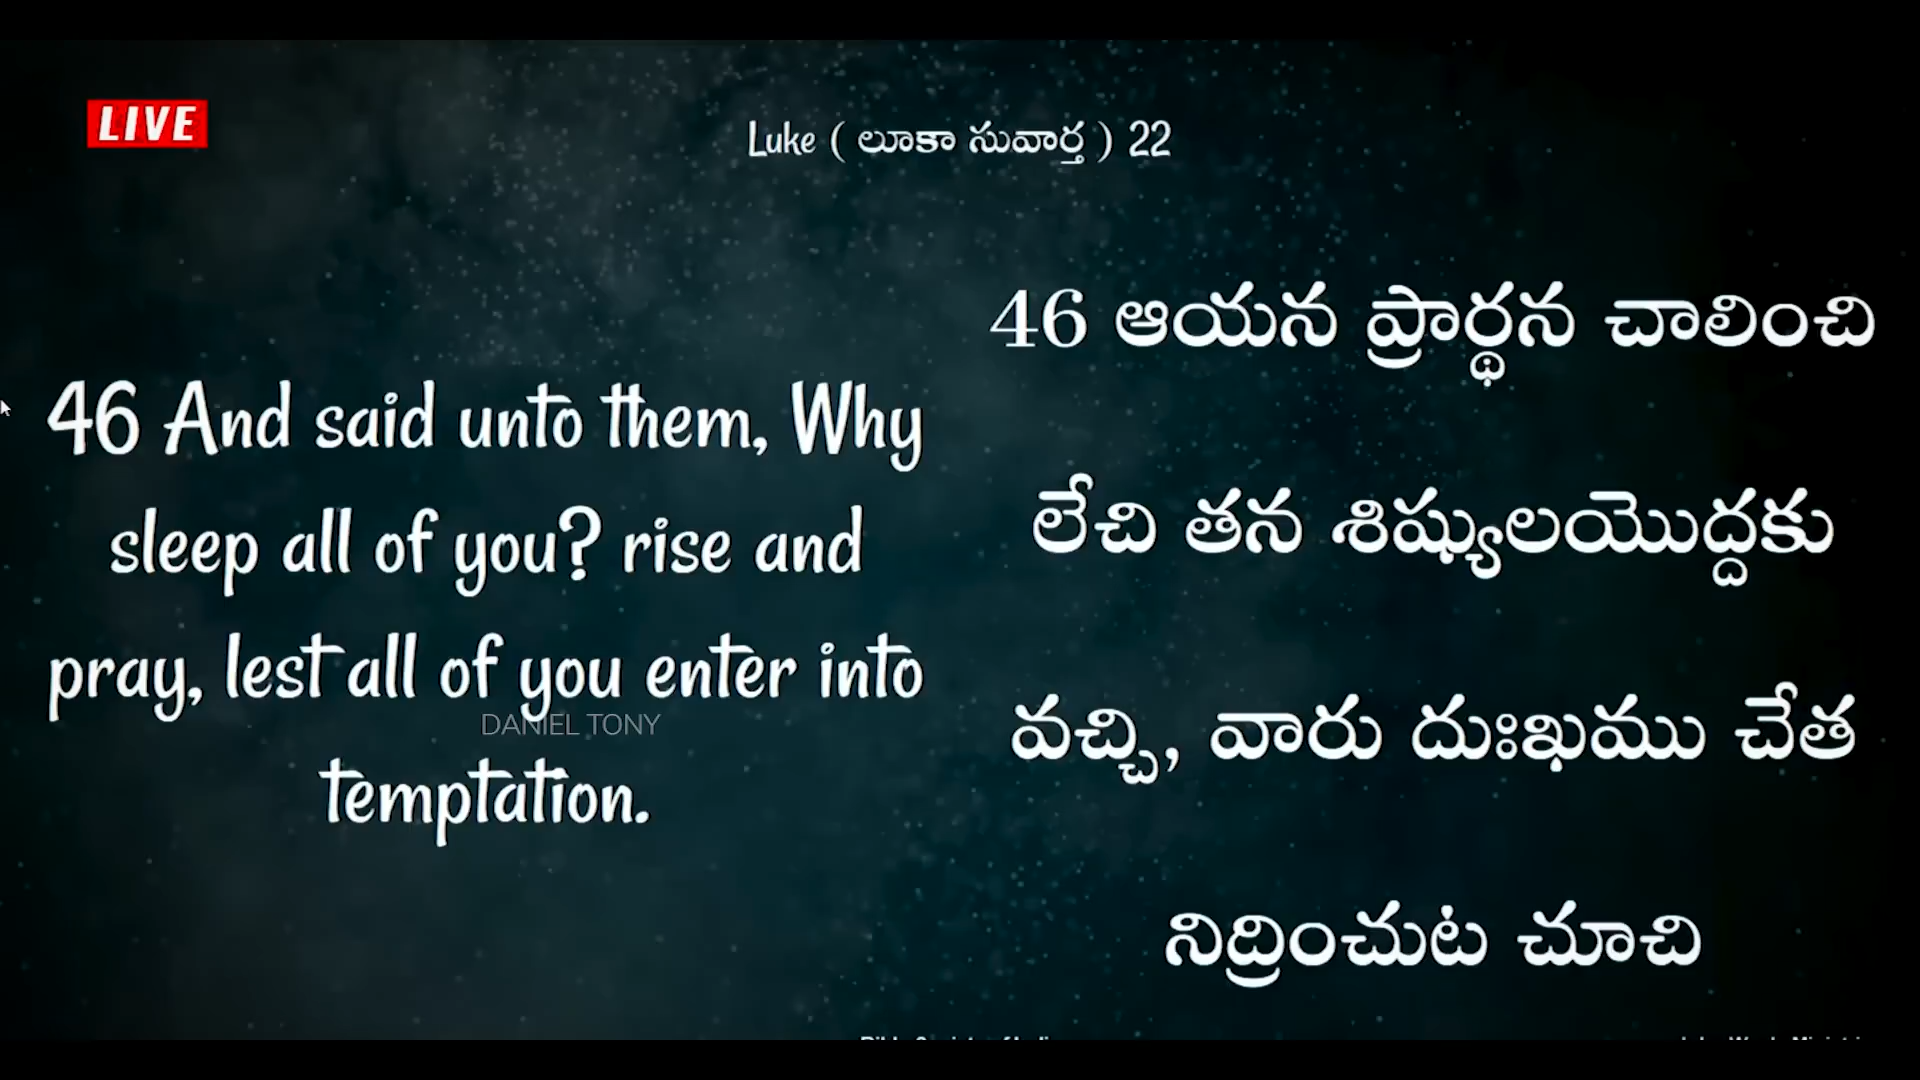 LIVE
Luke ( లూకా సువార్త ) 22
46 And said unto them, Why
sleep all of you? rise and
pray, lest all of you enter into
temptation.
DANIEL TONY
46 ఆయన ప్రార్థన చాలించి
లేచి తన శిష్యులయొద్దకు
వచ్చి, వారు దుఃఖము చేత
నిద్రించుట చూచి